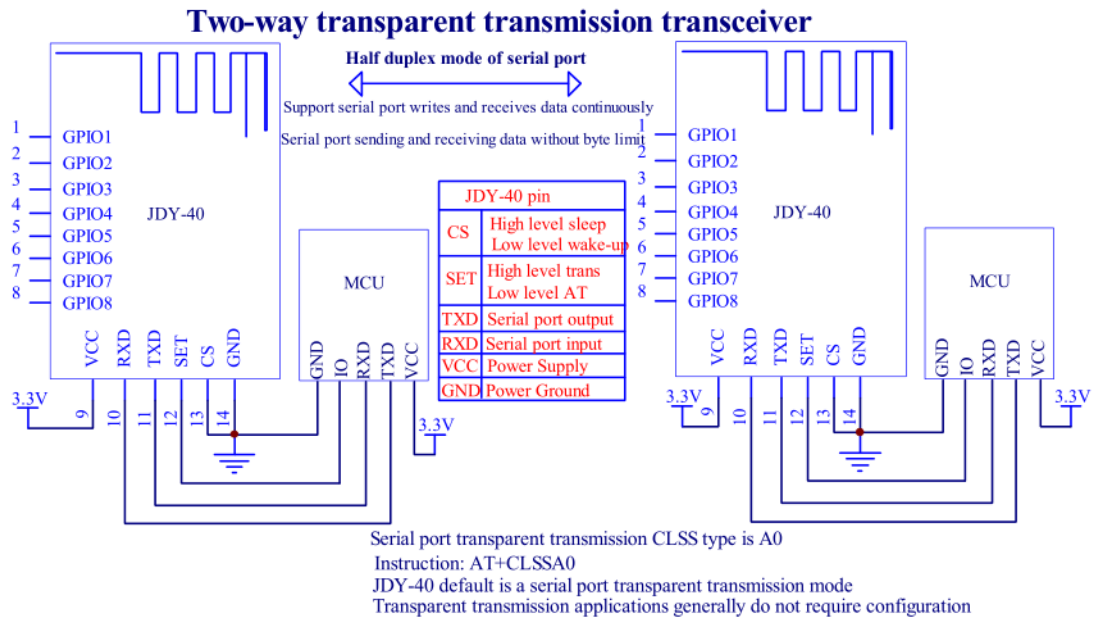 Two-way transparent transmission transceiver
Half duplex mode of serial port
Support serial port writes and receives data continuously
Serial port sending and receiving data without byte limit
1 GPIO1
2 GPIO2
3 GPIO3
4 GPIO4
5 GPIO5
6 GPIO6
7 GPIO7
8 GPIO8
JDY-40
VCC RXD TXD SET CS GND
3.3V
9 10 11 12 13 14
MCU
GND IO RXD TXD VCC
3.3V
JDY-40 pin
CS High level sleep
Low level wake-up
SET High level trans
Low level AT
TXD Serial port output
RXD Serial port input
VCC Power Supply
GND Power Ground
1 GPIO1
2 GPIO2
3 GPIO3
4 GPIO4
5 GPIO5
6 GPIO6
7 GPIO7
8 GPIO8
JDY-40
VCC RXD TXD SET CS GND
3.3V
9 10 11 12 13 14
MCU
GND IO RXD TXD VCC
3.3V
Serial port transparent transmission CLSS type is A0
Instruction: AT+CLSSA0
JDY-40 default is a serial port transparent transmission mode
Transparent transmission applications generally do not require configuration